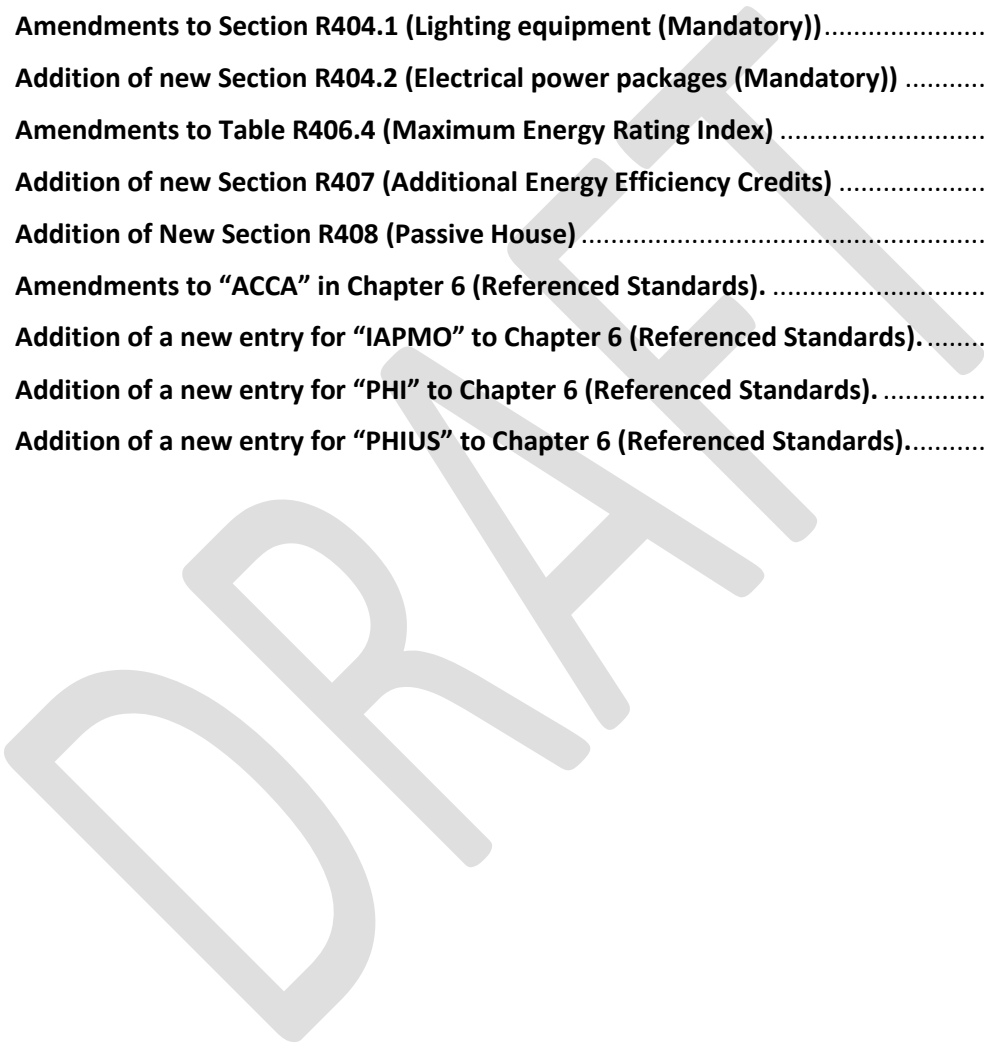 Amendments to Section R404.1 (Lighting equipment (Mandatory))......................
Addition of new Section R404.2 (Electrical power packages (Mandatory)) ...........
Amendments to Table R406.4 (Maximum Energy Rating Index) ............................
Addition of new Section R407 (Additional Energy Efficiency Credits) ....................
Addition of New Section R408 (Passive House) .......................................................
Amendments to “ACCA” in Chapter 6 (Referenced Standards). .............................
Addition of a new entry for “IAPMO” to Chapter 6 (Referenced Standards). ........
Addition of a new entry for “PHI” to Chapter 6 (Referenced Standards). ..............
Addition of a new entry for “PHIUS” to Chapter 6 (Referenced Standards)...........
DRAFT